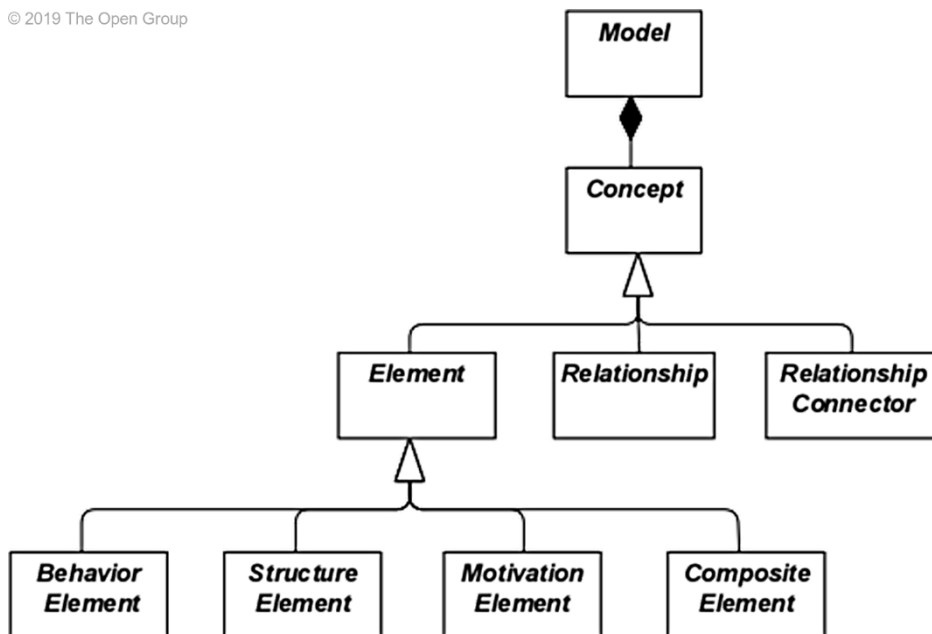 © 2019 The Open Group
Model
Concept
Element
Relationship
Relationship
Connector
Behavior
Element
Structure
Element
Motivation
Element
Composite
Element